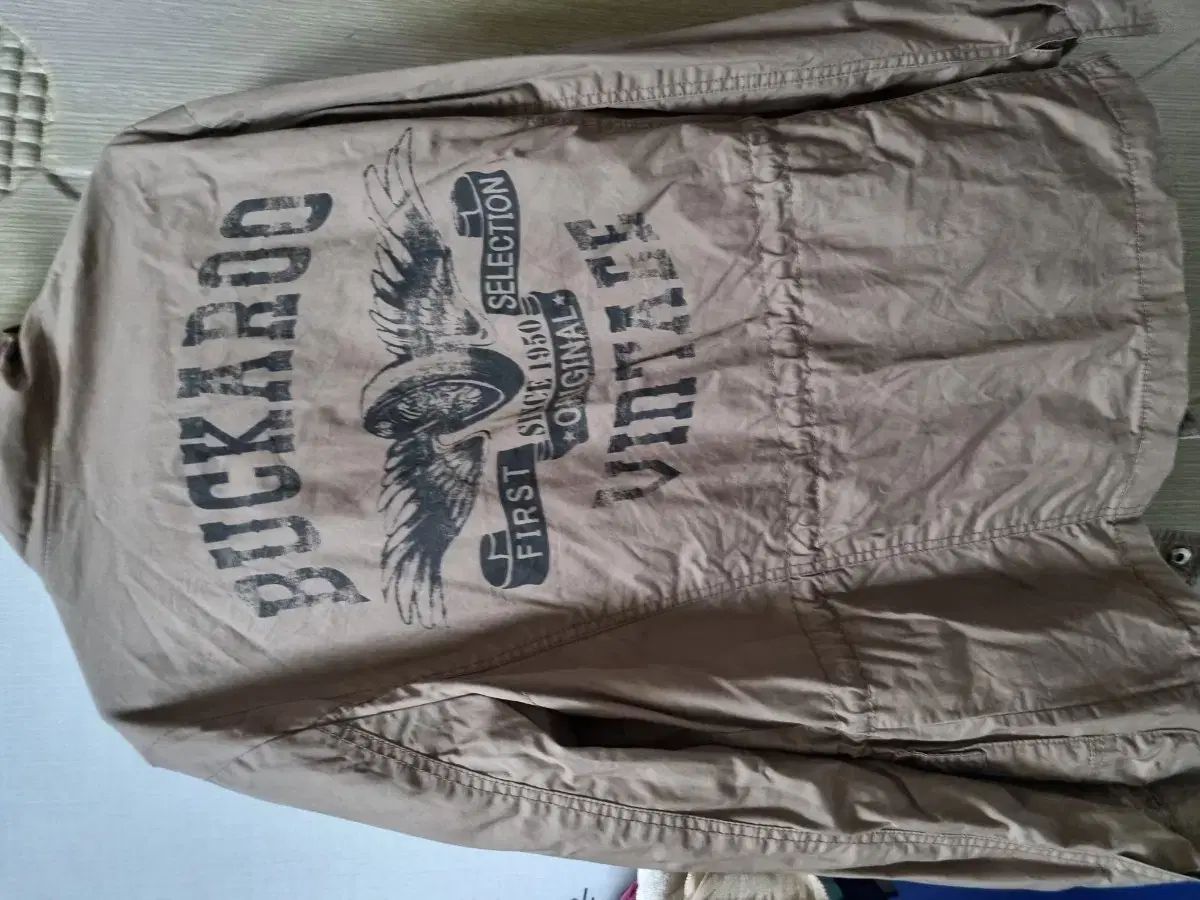 BUCKAROO
FIRST SELECTION
SINCE 1950
★ORIGINAL★
VINTAGE